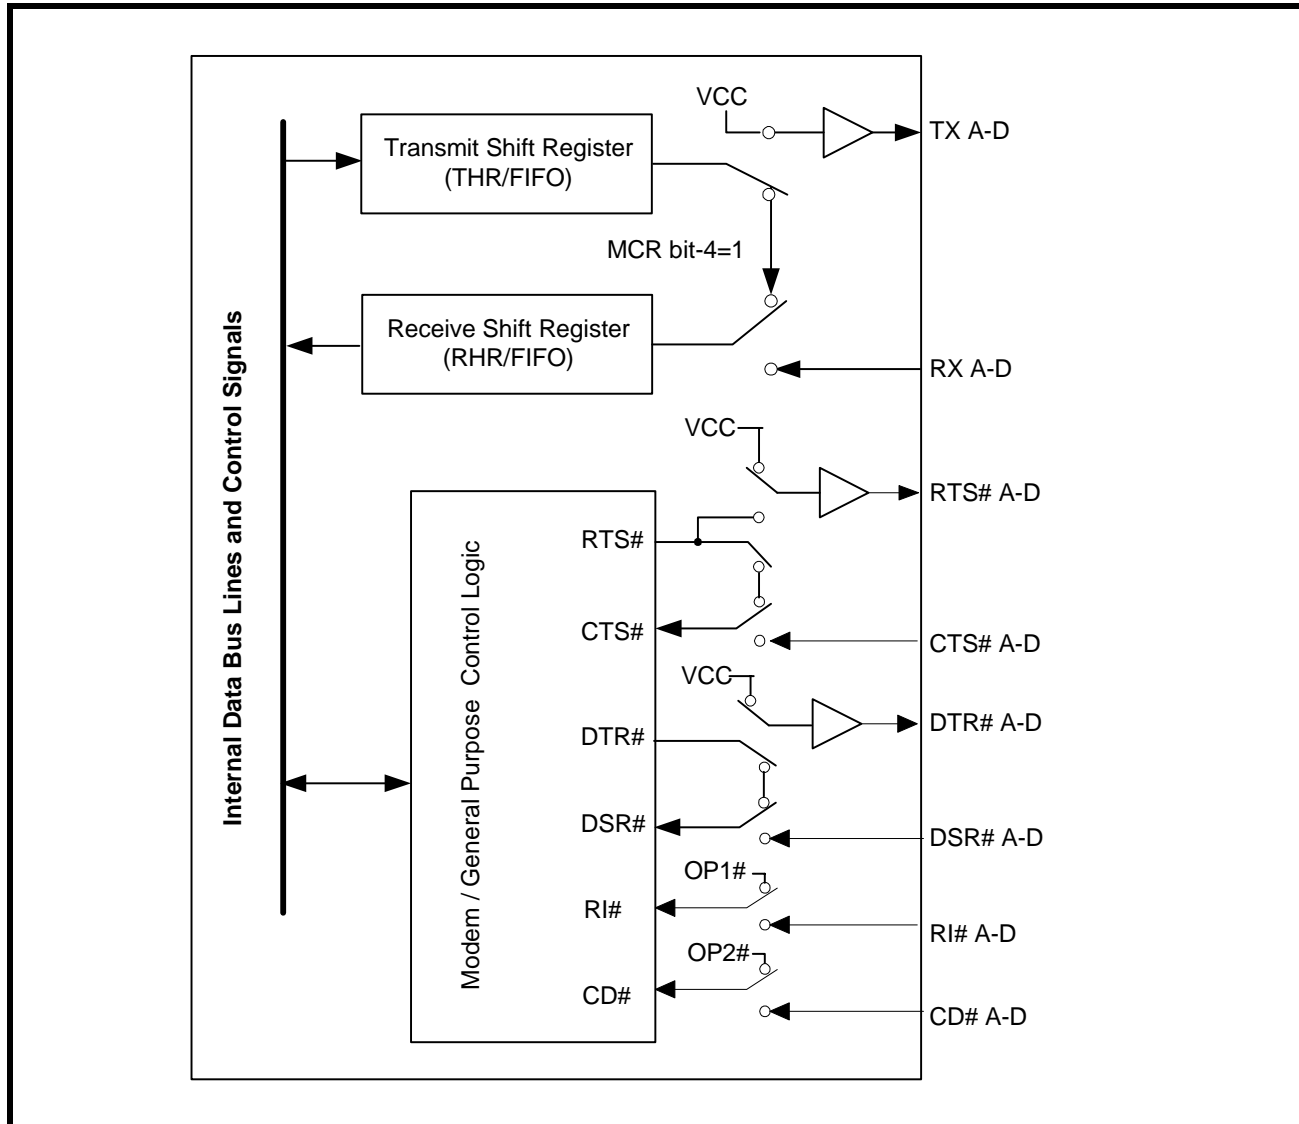 VCC
TX A-D
Transmit Shift Register
(THR/FIFO)
MCR bit-4=1
Receive Shift Register
(RHR/FIFO)
RX A-D
Internal Data Bus Lines and Control Signals
VCC
RTS# A-D
Modem / General Purpose Control Logic
RTS#
CTS#
CTS# A-D
VCC
DTR# A-D
DTR#
DSR#
DSR# A-D
OP1#
RI#
RI# A-D
OP2#
CD#
CD# A-D